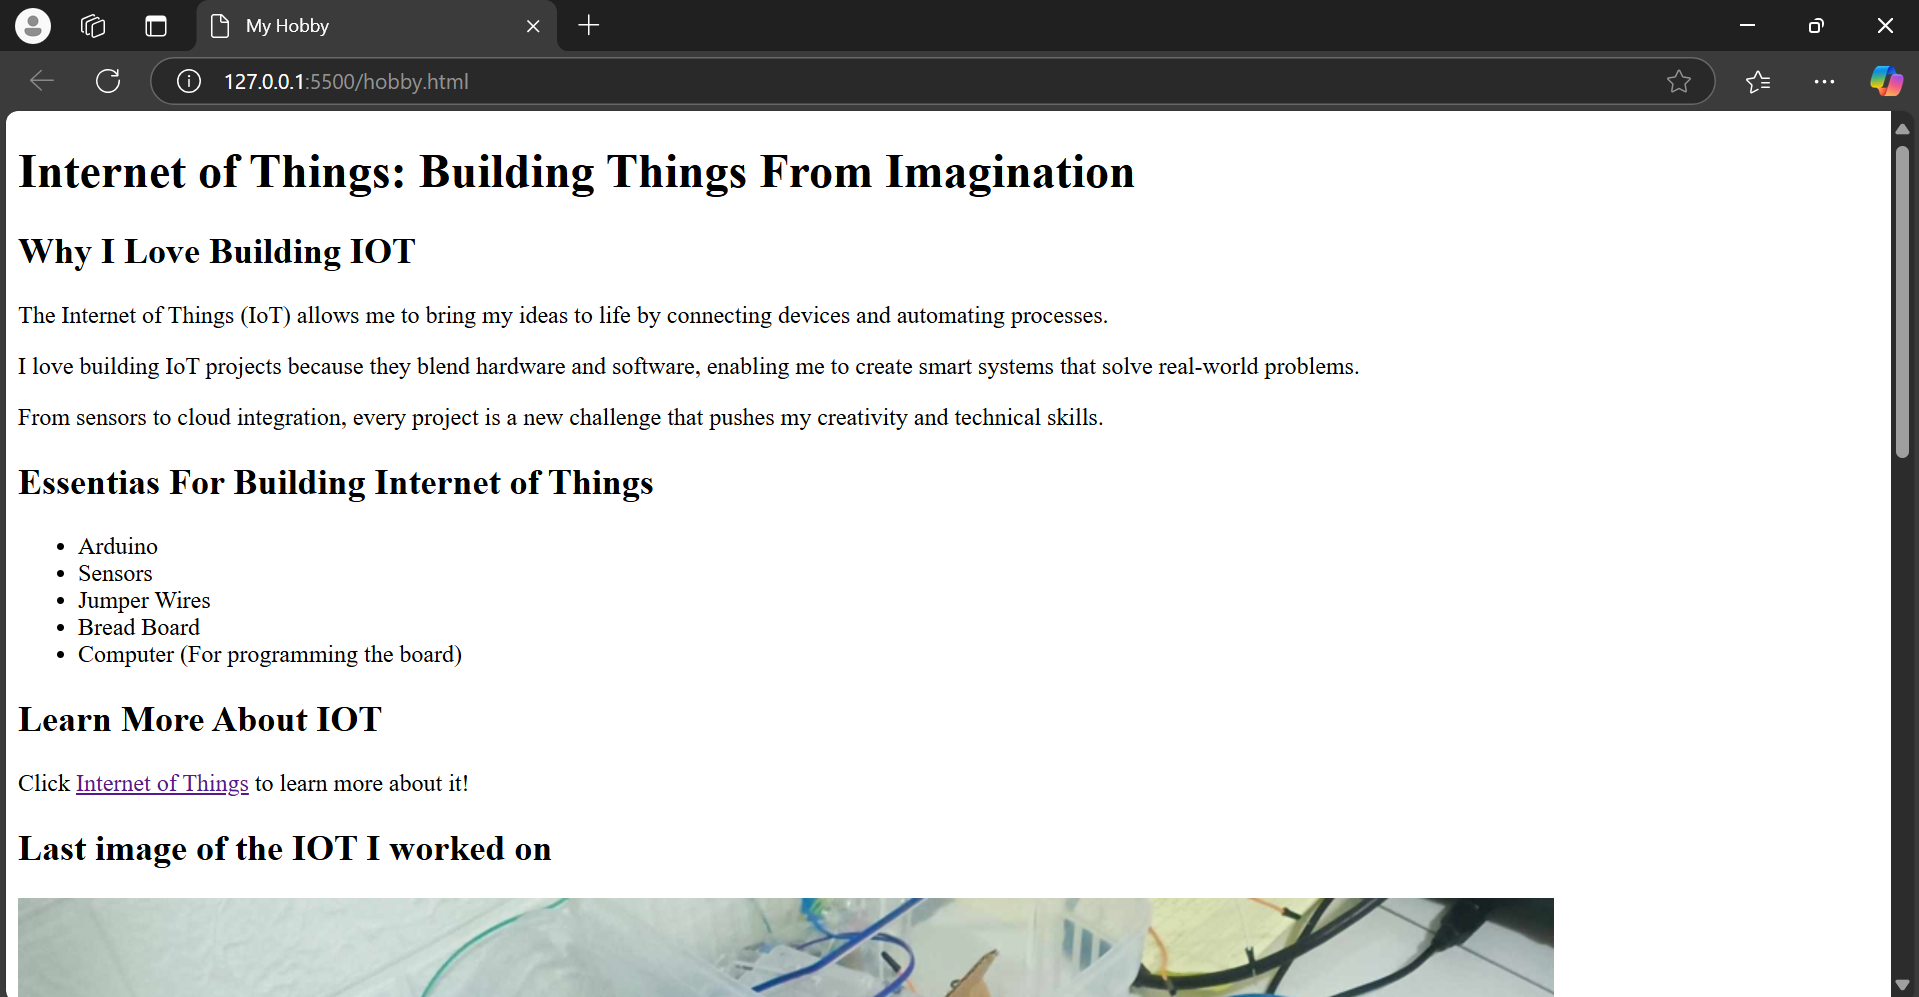 My Hobby
127.0.0.1:5500/hobby.html
Internet of Things: Building Things From Imagination
Why I Love Building IOT
The Internet of Things (IoT) allows me to bring my ideas to life by connecting devices and automating processes.
I love building IoT projects because they blend hardware and software, enabling me to create smart systems that solve real-world problems.
From sensors to cloud integration, every project is a new challenge that pushes my creativity and technical skills.
Essentias For Building Internet of Things
• Arduino
• Sensors
• Jumper Wires
• Bread Board
• Computer (For programming the board)
Learn More About IOT
Click Internet of Things to learn more about it!
Last image of the IOT I worked on